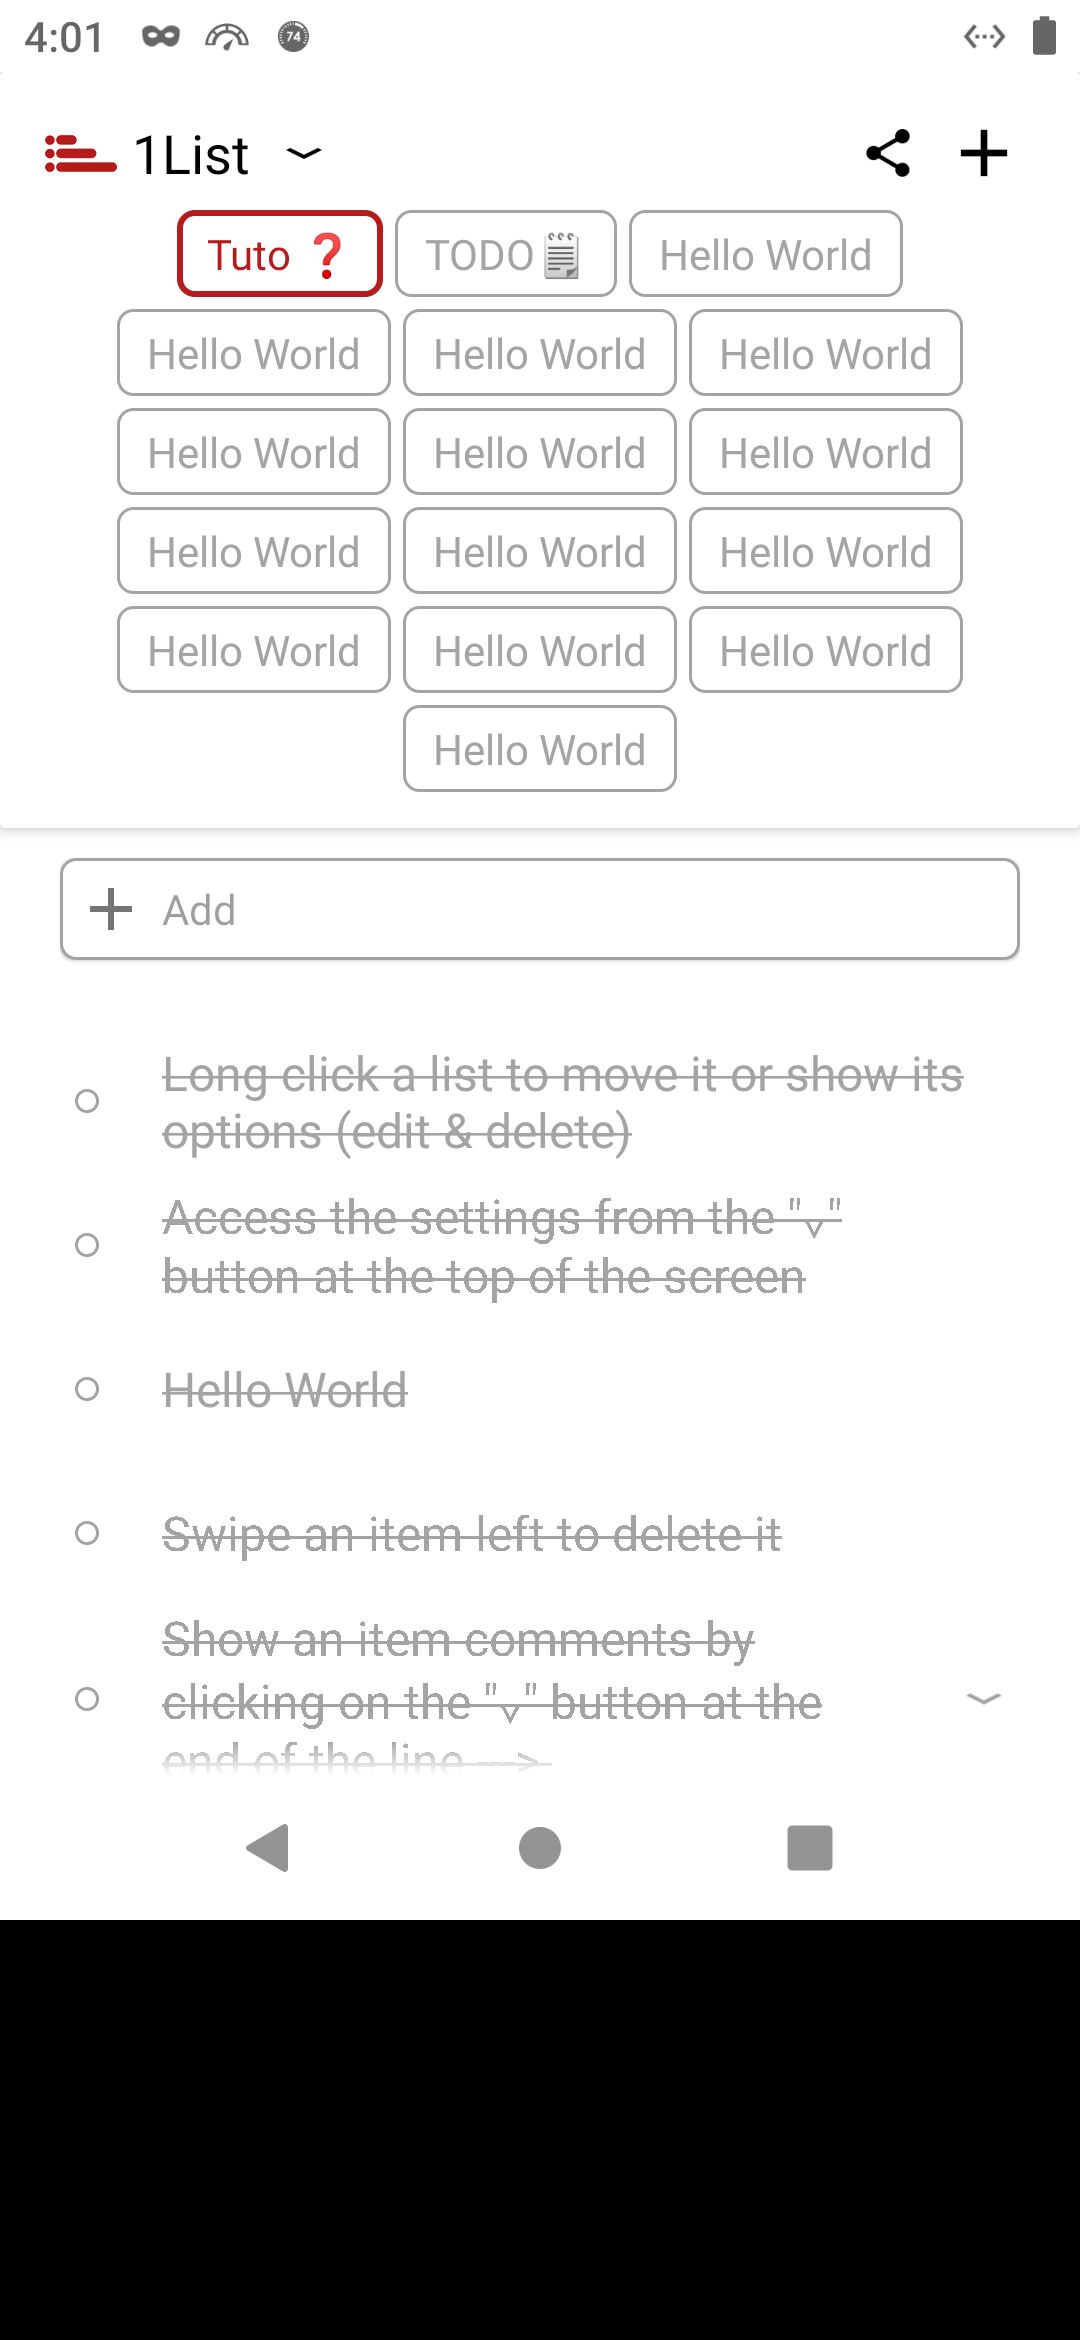 4:01
74
1List
Tuto ❓ TODO🗒 Hello World
Hello World Hello World Hello World
Hello World Hello World Hello World
Hello World Hello World Hello World
Hello World Hello World Hello World
Hello World
Add
Long click a list to move it or show its
options (edit & delete)
Access the settings from the "⌄"
button at the top of the screen
Hello World
Swipe an item left to delete it
Show an item comments by
clicking on the "⌄" button at the
end of the line --->